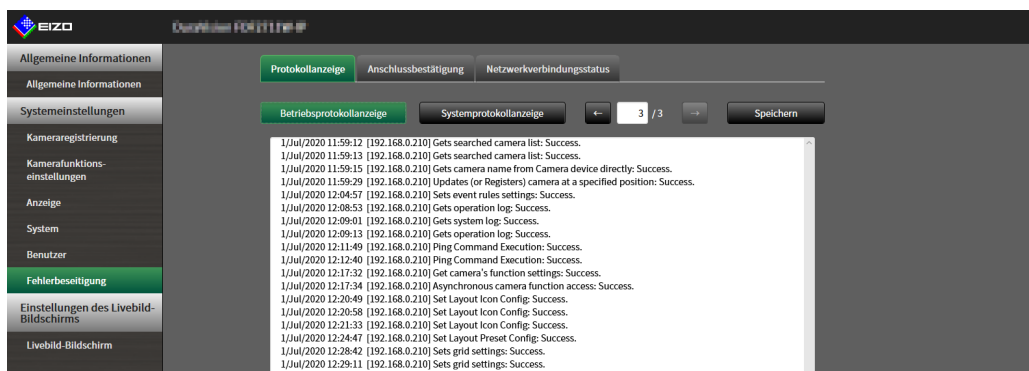 EIZO
Allgemeine Informationen
Allgemeine Informationen
Systemeinstellungen
Kameraregistrierung
Kamerafunktions-
einstellungen
Anzeige
System
Benutzer
Fehlerbeseitigung
Einstellungen des Livebild-
Bildschirms
Livebild-Bildschirm
Protokollanzeige Anschlussbestätigung Netzwerkverbindungsstatus
Betriebsprotokollanzeige Systemprotokollanzeige ← 3 /3 → Speichern
1/Jul/2020 11:59:12 [192.168.0.210] Gets searched camera list: Success.
1/Jul/2020 11:59:13 [192.168.0.210] Gets searched camera list: Success.
1/Jul/2020 11:59:15 [192.168.0.210] Gets camera name from Camera device directly: Success.
1/Jul/2020 11:59:29 [192.168.0.210] Updates (or Registers) camera at a specified position: Success.
1/Jul/2020 12:04:57 [192.168.0.210] Sets event rules settings: Success.
1/Jul/2020 12:08:53 [192.168.0.210] Gets operation log: Success.
1/Jul/2020 12:09:01 [192.168.0.210] Gets system log: Success.
1/Jul/2020 12:09:13 [192.168.0.210] Gets operation log: Success.
1/Jul/2020 12:11:49 [192.168.0.210] Ping Command Execution: Success.
1/Jul/2020 12:12:40 [192.168.0.210] Ping Command Execution: Success.
1/Jul/2020 12:17:32 [192.168.0.210] Get camera's function settings: Success.
1/Jul/2020 12:17:34 [192.168.0.210] Asynchronous camera function access: Success.
1/Jul/2020 12:20:49 [192.168.0.210] Set Layout Icon Config: Success.
1/Jul/2020 12:20:58 [192.168.0.210] Set Layout Icon Config: Success.
1/Jul/2020 12:21:33 [192.168.0.210] Set Layout Icon Config: Success.
1/Jul/2020 12:24:47 [192.168.0.210] Set Layout Preset Config: Success.
1/Jul/2020 12:28:42 [192.168.0.210] Sets grid settings: Success.
1/Jul/2020 12:29:11 [192.168.0.210] Sets grid settings: Success.